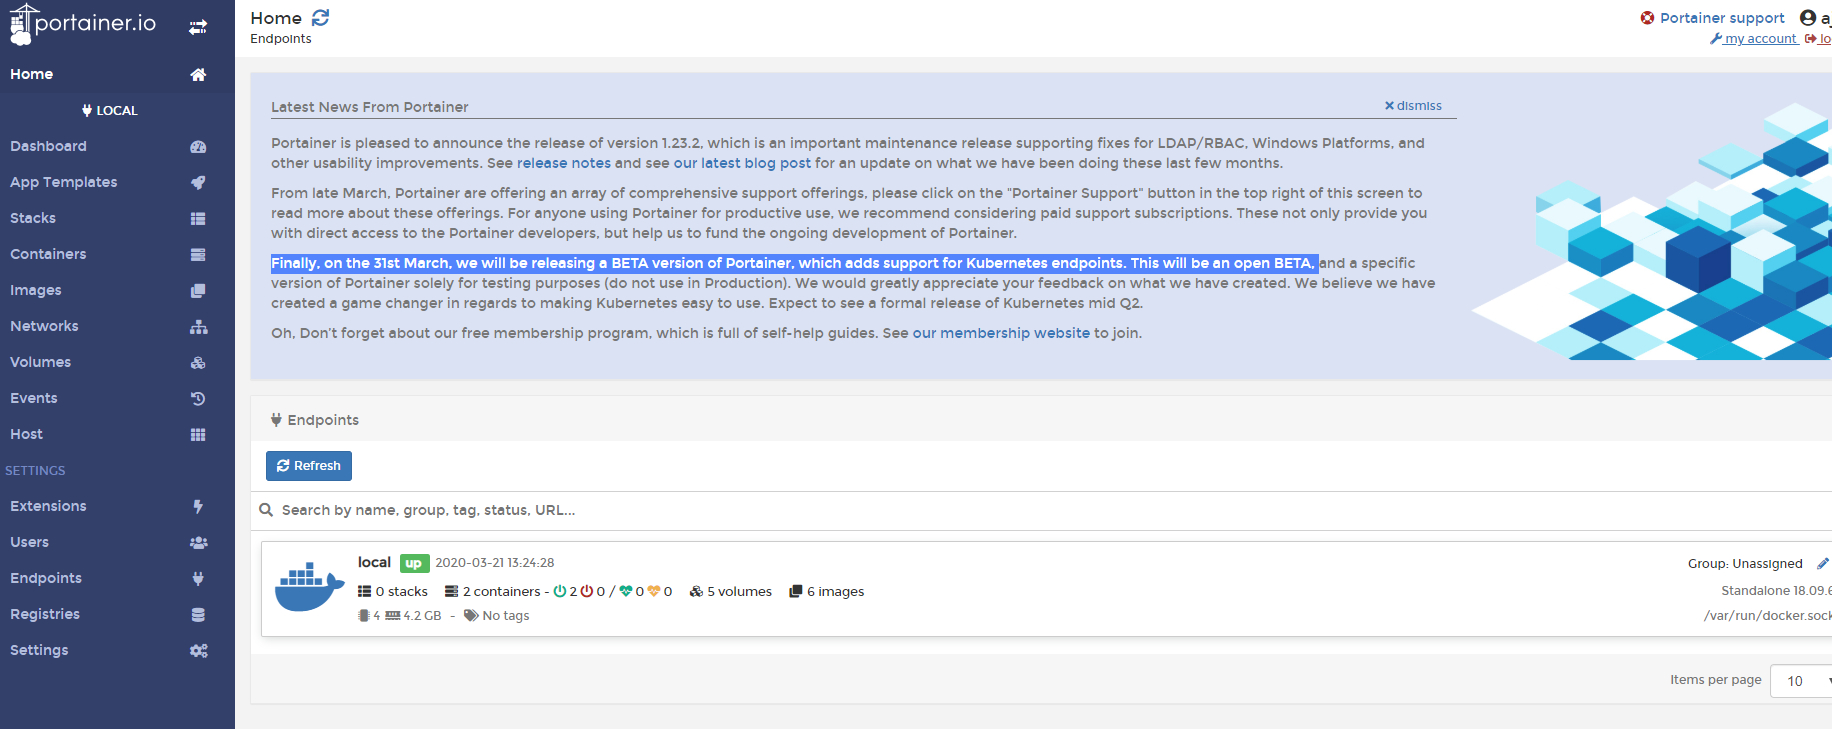 portainer.io
Home
LOCAL
Dashboard
App Templates
Stacks
Containers
Images
Networks
Volumes
Events
Host
SETTINGS
Extensions
Users
Endpoints
Registries
Settings
Home
Endpoints
Portainer support
my account
Latest News From Portainer
dismiss
Portainer is pleased to announce the release of version 1.23.2, which is an important maintenance release supporting fixes for LDAP/RBAC, Windows Platforms, and
other usability improvements. See release notes and see our latest blog post for an update on what we have been doing these last few months.
From late March, Portainer are offering an array of comprehensive support offerings, please click on the "Portainer Support" button in the top right of this screen to
read more about these offerings. For anyone using Portainer for productive use, we recommend considering paid support subscriptions. These not only provide you
with direct access to the Portainer developers, but help us to fund the ongoing development of Portainer.
Finally, on the 31st March, we will be releasing a BETA version of Portainer, which adds support for Kubernetes endpoints. This will be an open BETA, and a specific
version of Portainer solely for testing purposes (do not use in Production). We would greatly appreciate your feedback on what we have created. We believe we have
created a game changer in regards to making Kubernetes easy to use. Expect to see a formal release of Kubernetes mid Q2.
Oh, Don't forget about our free membership program, which is full of self-help guides. See our membership website to join.
Endpoints
Refresh
Search by name, group, tag, status, URL...
local up 2020-03-21 13:24:28
Group: Unassigned
0 stacks 2 containers - 2 0 / 0 0 5 volumes 6 images
Standalone 18.09.6
4 4.2 GB - No tags
/var/run/docker.sock
Items per page 10